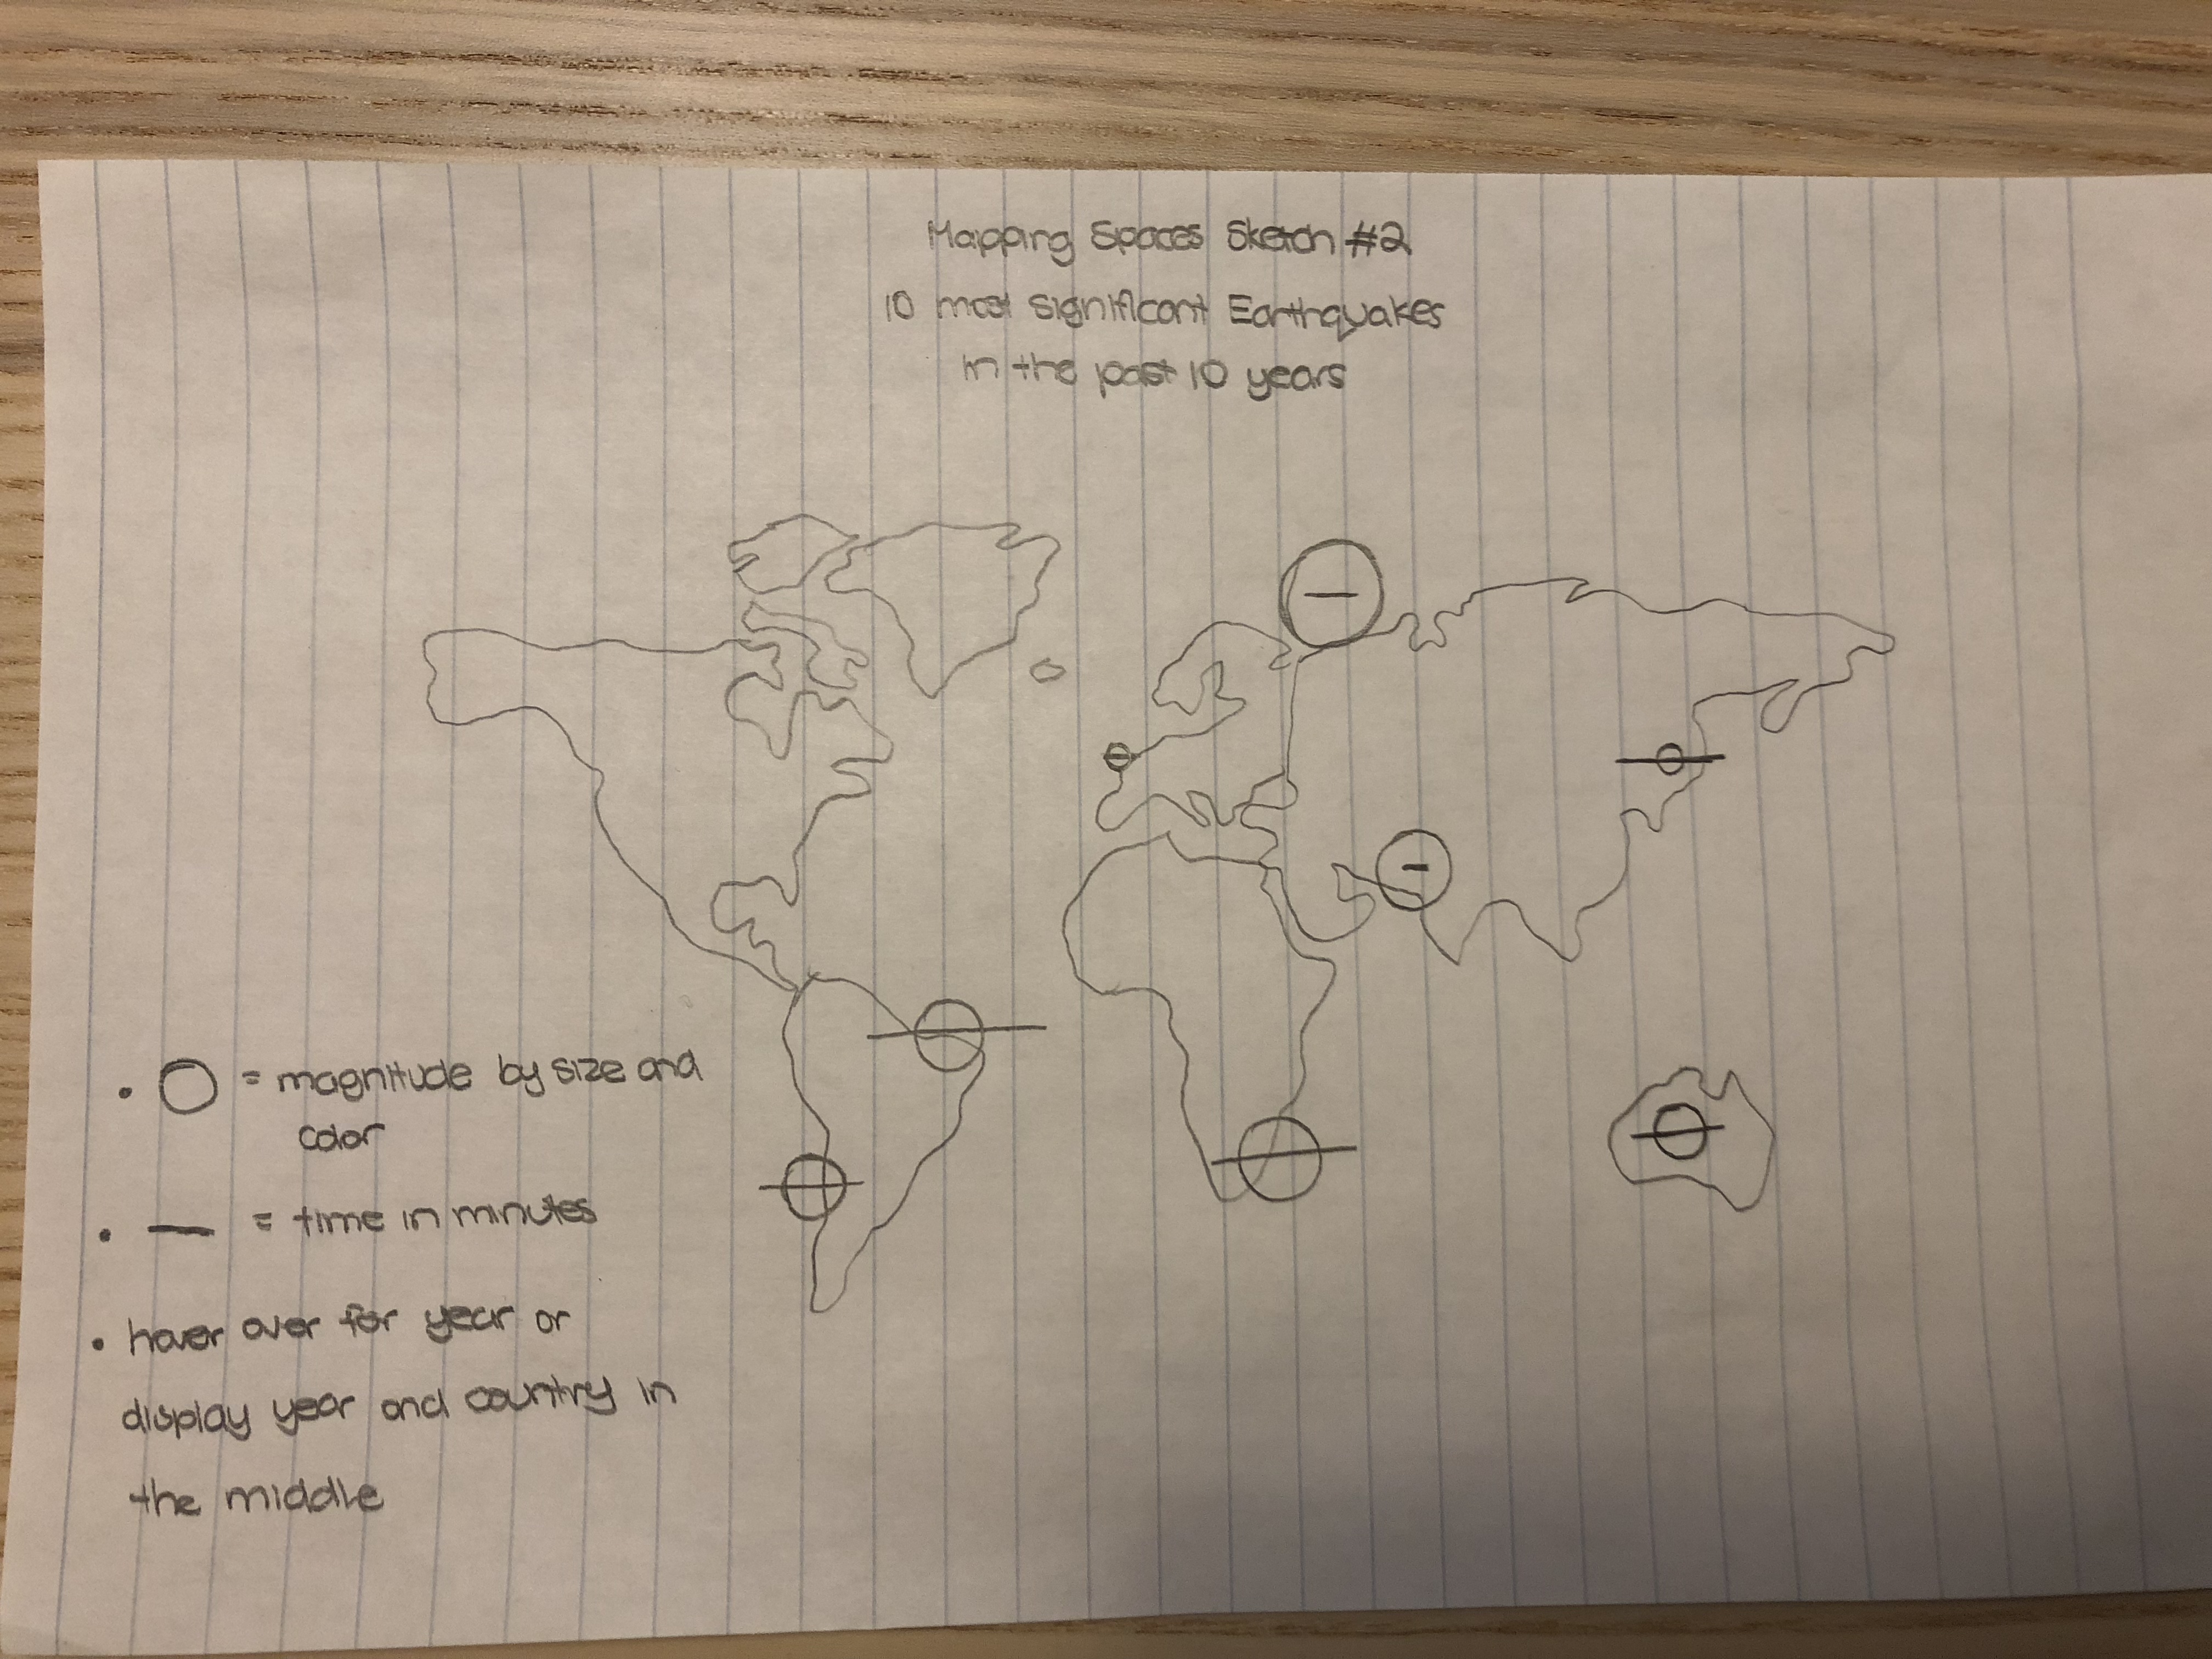 Mapping Spaces Sketch #2
10 most significant Earthquakes
in the past 10 years
• O = magnitude by size and
color
• — = time in minutes
• hover over for year or
display year and country in
the middle